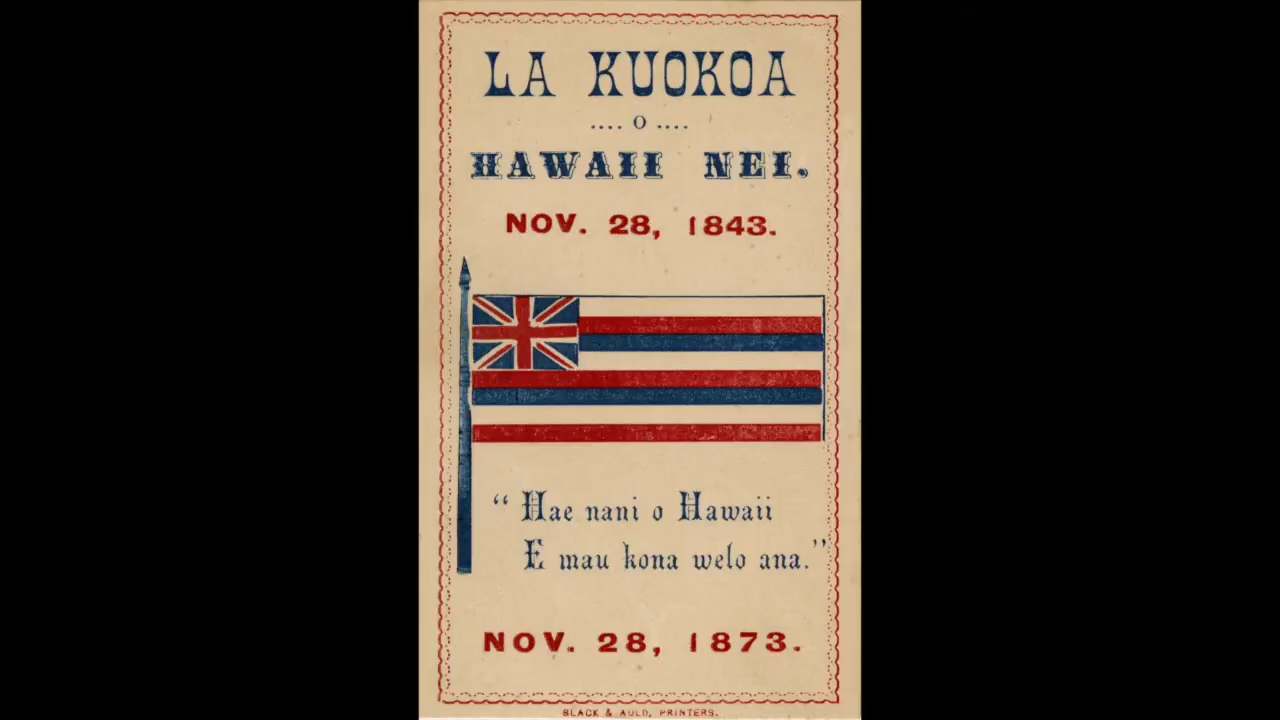 LA KUOKOA
.... O ....
HAWAII NEI.
NOV. 28, 1843.
“ Hae nani o Hawaii
E mau kona welo ana.”
NOV. 28, 1873.
BLACK & AULD, PRINTERS.